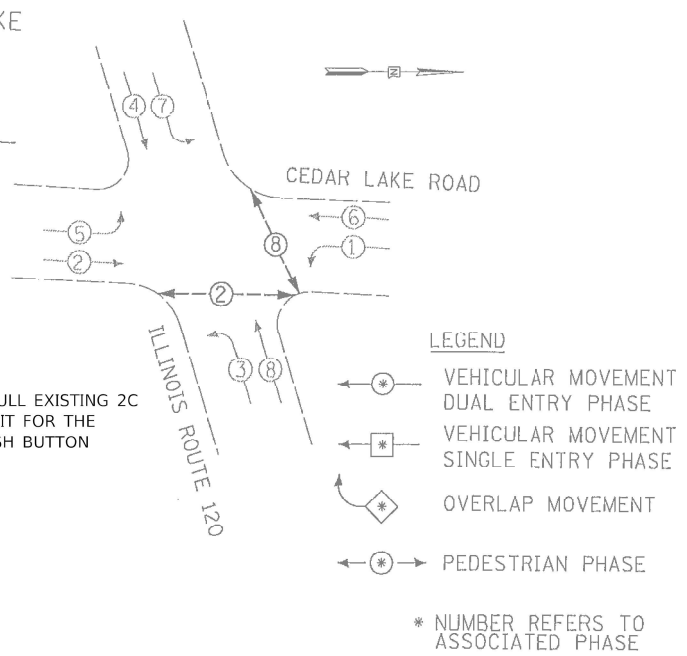 KE
N
4 7
CEDAR LAKE ROAD
6
5
8
1
2
2
3 8
ILLINOIS ROUTE 120
ULL EXISTING 2C
IT FOR THE
SH BUTTON
LEGEND
* VEHICULAR MOVEMENT
DUAL ENTRY PHASE
* VEHICULAR MOVEMENT
SINGLE ENTRY PHASE
* OVERLAP MOVEMENT
* PEDESTRIAN PHASE
* NUMBER REFERS TO
ASSOCIATED PHASE